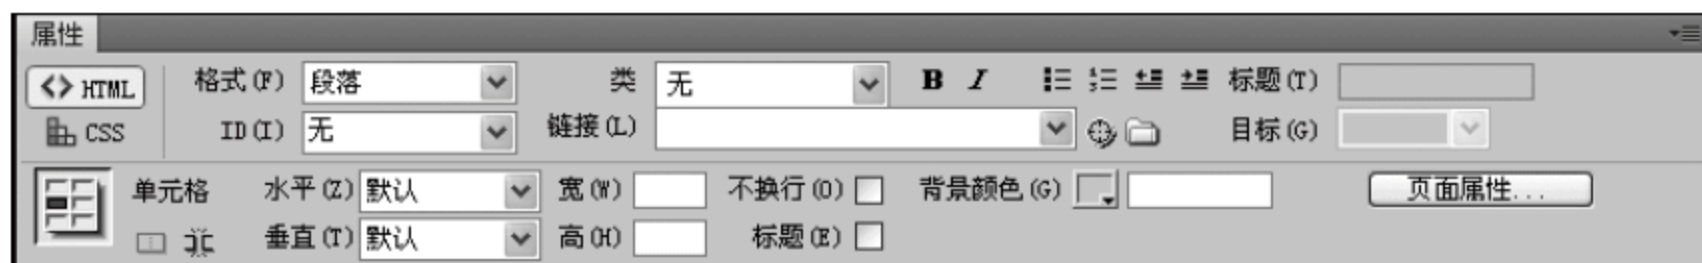 属性
<> HTML 格式(F) 段落 类 无 B I 标题(T)
CSS ID(I) 无 链接(L) 目标(G)
单元格 水平(Z) 默认 宽(W) 不换行(O) 背景颜色(G) 页面属性...
垂直(T) 默认 高(H) 标题(E)